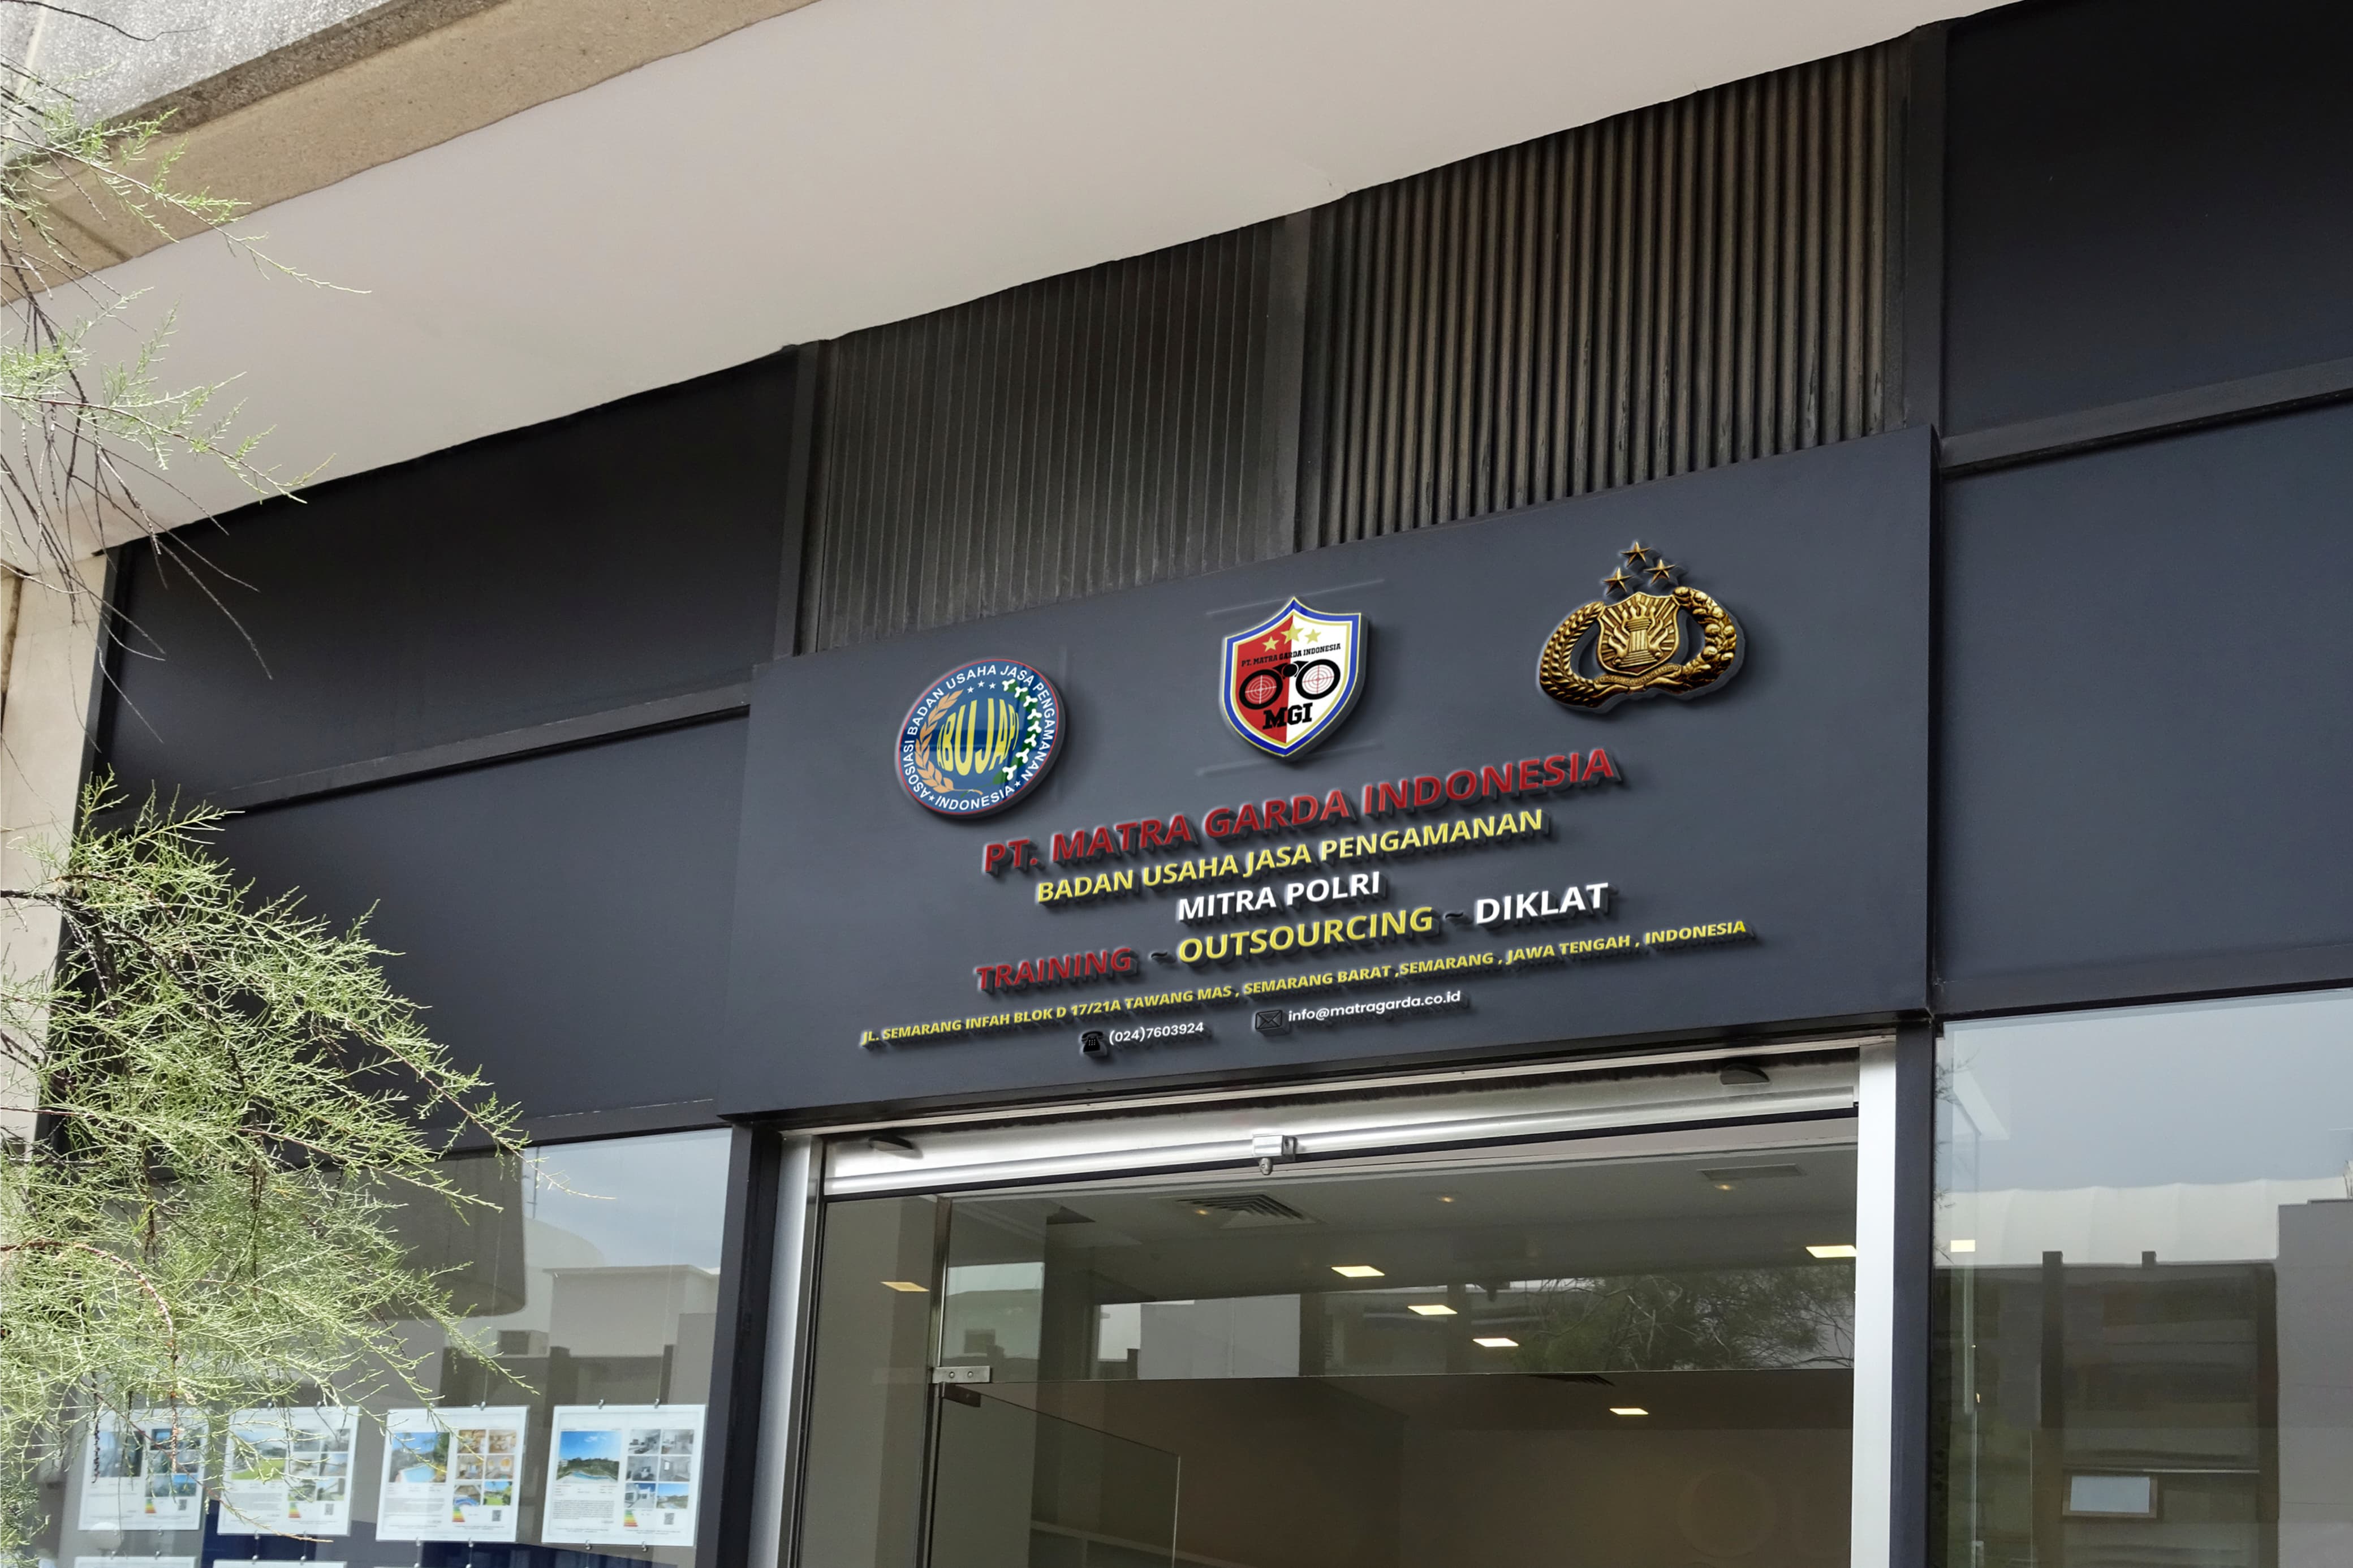 ASOSIASI BADAN USAHA JASA PENGAMANAN
ABUJAPI
★ INDONESIA ★
PT. MATRA GARDA INDONESIA
MGI
PT. MATRA GARDA INDONESIA
BADAN USAHA JASA PENGAMANAN
MITRA POLRI
TRAINING ~ OUTSOURCING ~ DIKLAT
JL. SEMARANG INFAH BLOK D 17/21A TAWANG MAS , SEMARANG BARAT ,SEMARANG , JAWA TENGAH , INDONESIA
(024)7603924 info@matragarda.co.id